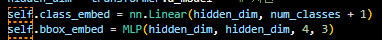 self.class_embed = nn.Linear(hidden_dim, num_classes + 1)
self.bbox_embed = MLP(hidden_dim, hidden_dim, 4, 3)